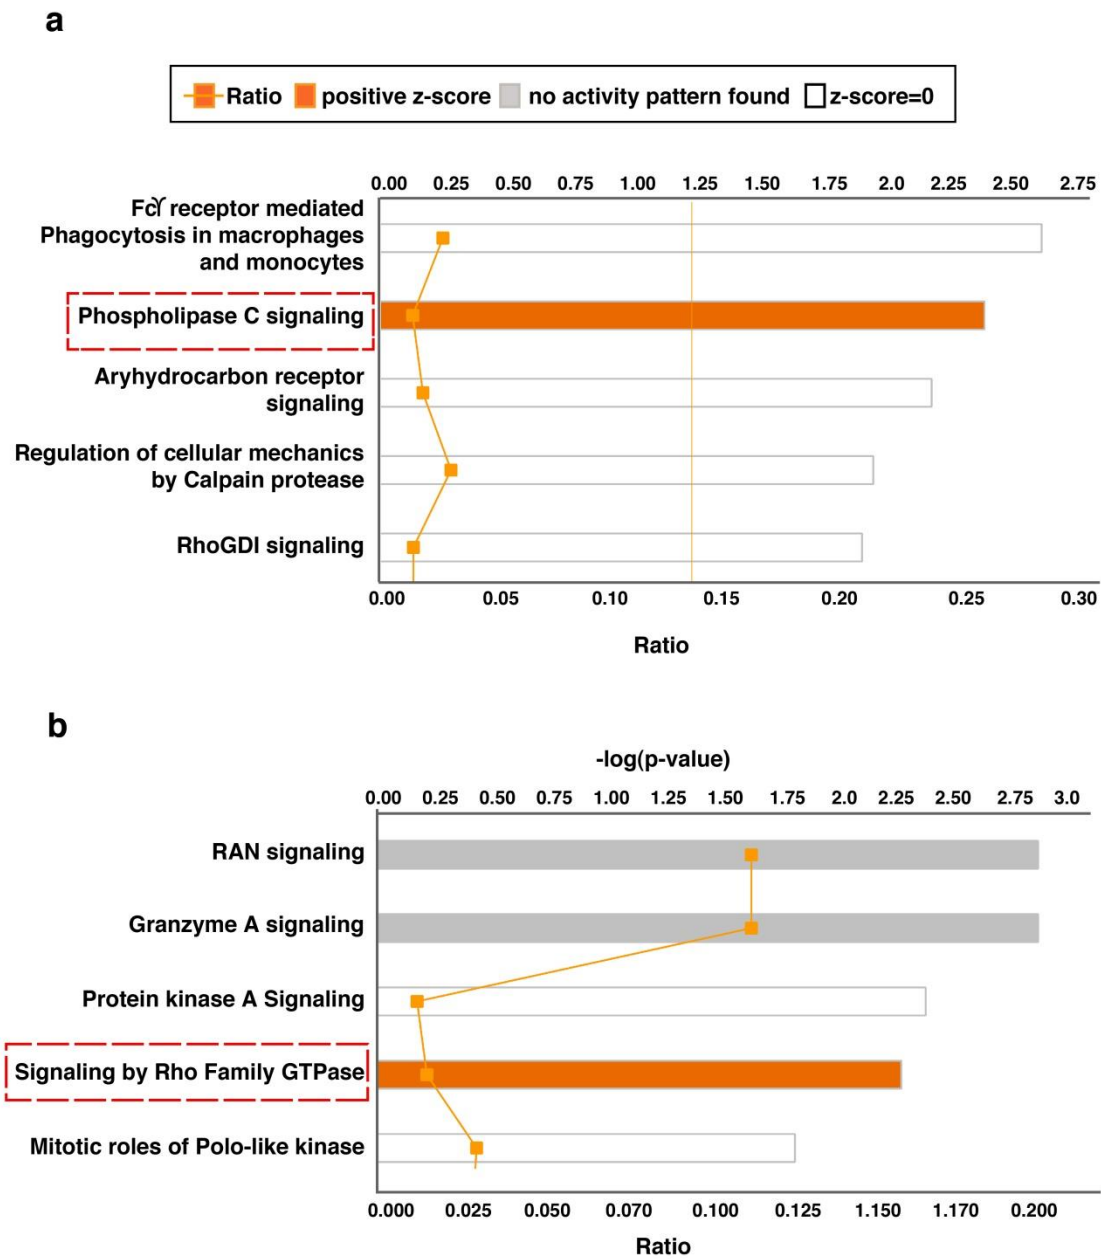 a
Ratio positive z-score no activity pattern found z-score=0
0.00 0.25 0.50 0.75 1.00 1.25 1.50 1.75 2.0 2.25 2.50 2.75
Fcγ receptor mediated
Phagocytosis in macrophages
and monocytes
Phospholipase C signaling
Aryhydrocarbon receptor
signaling
Regulation of cellular mechanics
by Calpain protease
RhoGDI signaling
0.00 0.05 0.10 0.15 0.20 0.25 0.30
Ratio
b
-log(p-value)
0.00 0.25 0.50 0.75 1.00 1.25 1.50 1.75 2.0 2.25 2.50 2.75 3.0
RAN signaling
Granzyme A signaling
Protein kinase A Signaling
Signaling by Rho Family GTPase
Mitotic roles of Polo-like kinase
0.000 0.025 0.050 0.070 0.100 0.125 1.150 1.170 0.200
Ratio